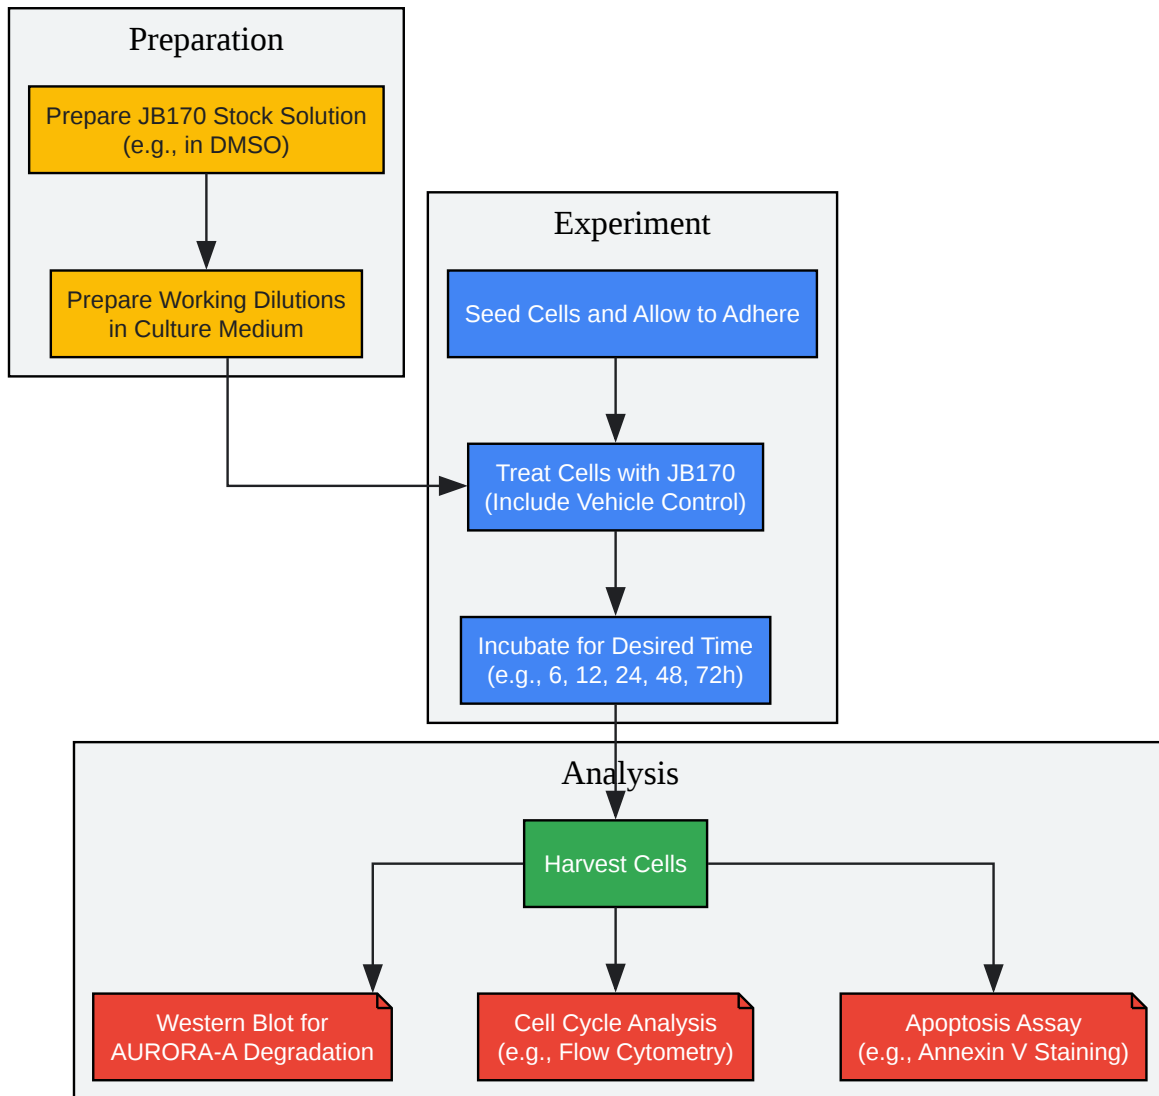 Preparation
Prepare JB170 Stock Solution
(e.g., in DMSO)
Prepare Working Dilutions
in Culture Medium
Experiment
Seed Cells and Allow to Adhere
Treat Cells with JB170
(Include Vehicle Control)
Incubate for Desired Time
(e.g., 6, 12, 24, 48, 72h)
Analysis
Harvest Cells
Western Blot for
AURORA-A Degradation
Cell Cycle Analysis
(e.g., Flow Cytometry)
Apoptosis Assay
(e.g., Annexin V Staining)